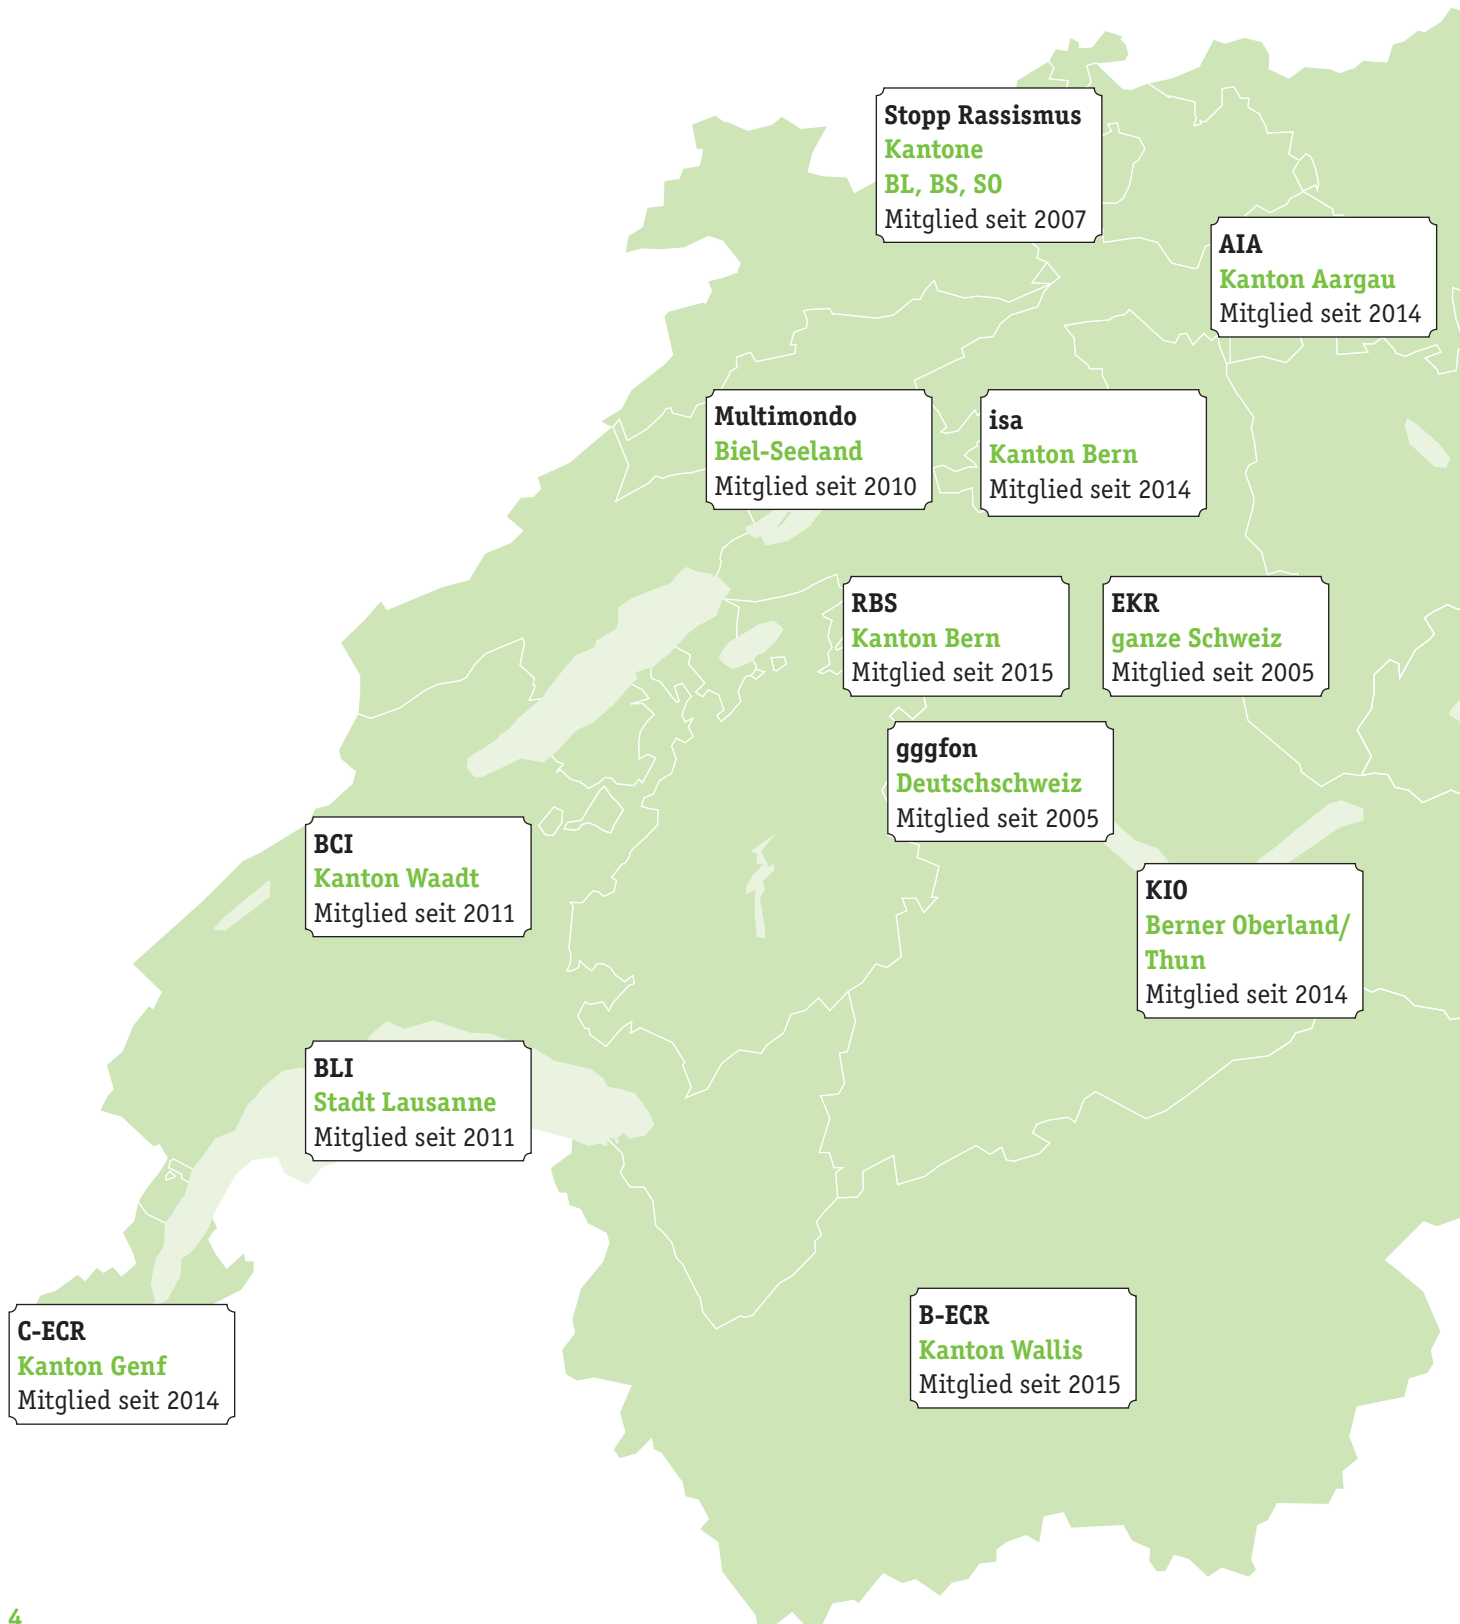 Stopp Rassismus
Kantone
BL, BS, SO
Mitglied seit 2007
AIA
Kanton Aargau
Mitglied seit 2014
Multimondo
Biel-Seeland
Mitglied seit 2010
isa
Kanton Bern
Mitglied seit 2014
RBS
Kanton Bern
Mitglied seit 2015
EKR
ganze Schweiz
Mitglied seit 2005
gggfon
Deutschschweiz
Mitglied seit 2005
BCI
Kanton Waadt
Mitglied seit 2011
KIO
Berner Oberland/
Thun
Mitglied seit 2014
BLI
Stadt Lausanne
Mitglied seit 2011
C-ECR
Kanton Genf
Mitglied seit 2014
B-ECR
Kanton Wallis
Mitglied seit 2015
4